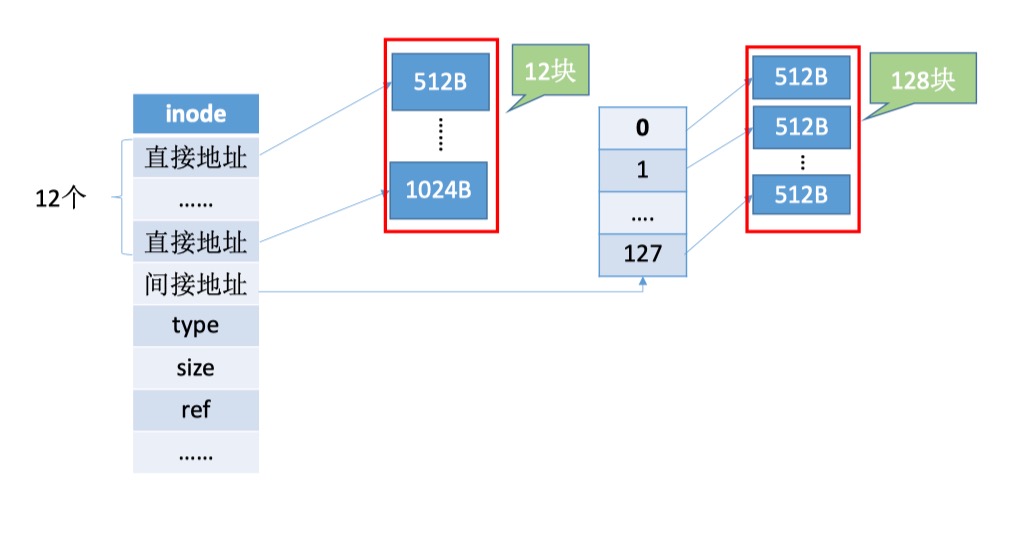 inode
直接地址
……
直接地址
间接地址
type
size
ref
……
12个
512B
1024B
12块
0
1
….
127
512B
512B
512B
128块